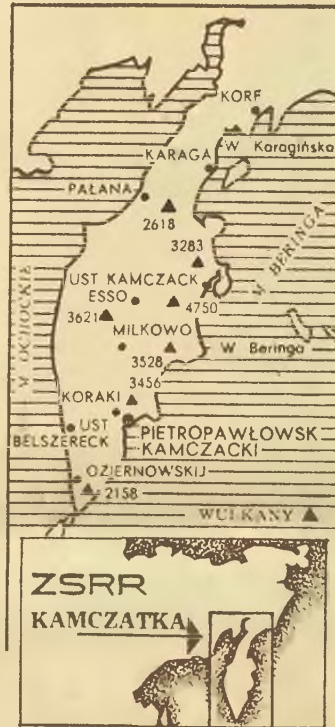 KORF
W. Karagińska
KARAGA
PAŁANA
2618
3283
M. BERINGA
UST KAMCZACK
ESSO
4750
3621
M OCHOCKIE
MILKOWO
W Beringa
3528
3456
KORAKI
UST
BELSZERECK
PIETROPAWŁOWSK
KAMCZACKI
OZIERNOWSKIJ
2158
WULKANY
ZSRR
KAMCZATKA